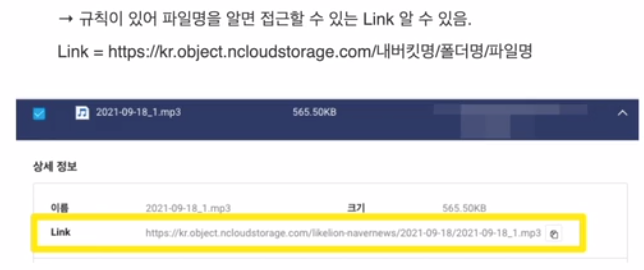 → 규칙이 있어 파일명을 알면 접근할 수 있는 Link 알 수 있음.
Link = https://kr.object.ncloudstorage.com/내버킷명/폴더명/파일명
2021-09-18_1.mp3 565.50KB
상세 정보
이름 2021-09-18_1.mp3 크기 565.50KB
Link https://kr.object.ncloudstorage.com/likelion-navernews/2021-09-18/2021-09-18_1.mp3